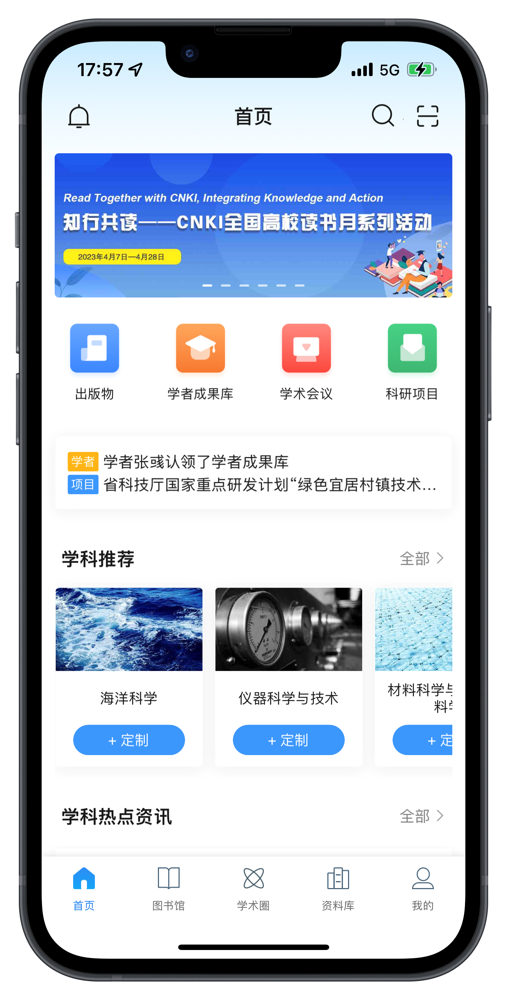 17:57
5G
首页
Read Together with CNKI, Integrating Knowledge and Action
知行共读——CNKI全国高校读书月系列活动
2023年4月7日—4月28日
出版物
学者成果库
学术会议
科研项目
学者 学者张彧认领了学者成果库
项目 省科技厅国家重点研发计划“绿色宜居村镇技术...
学科推荐
全部
海洋科学
仪器科学与技术
材料科学与
料学
+ 定制
+ 定制
+ 定
学科热点资讯
全部
首页
图书馆
学术圈
资料库
我的